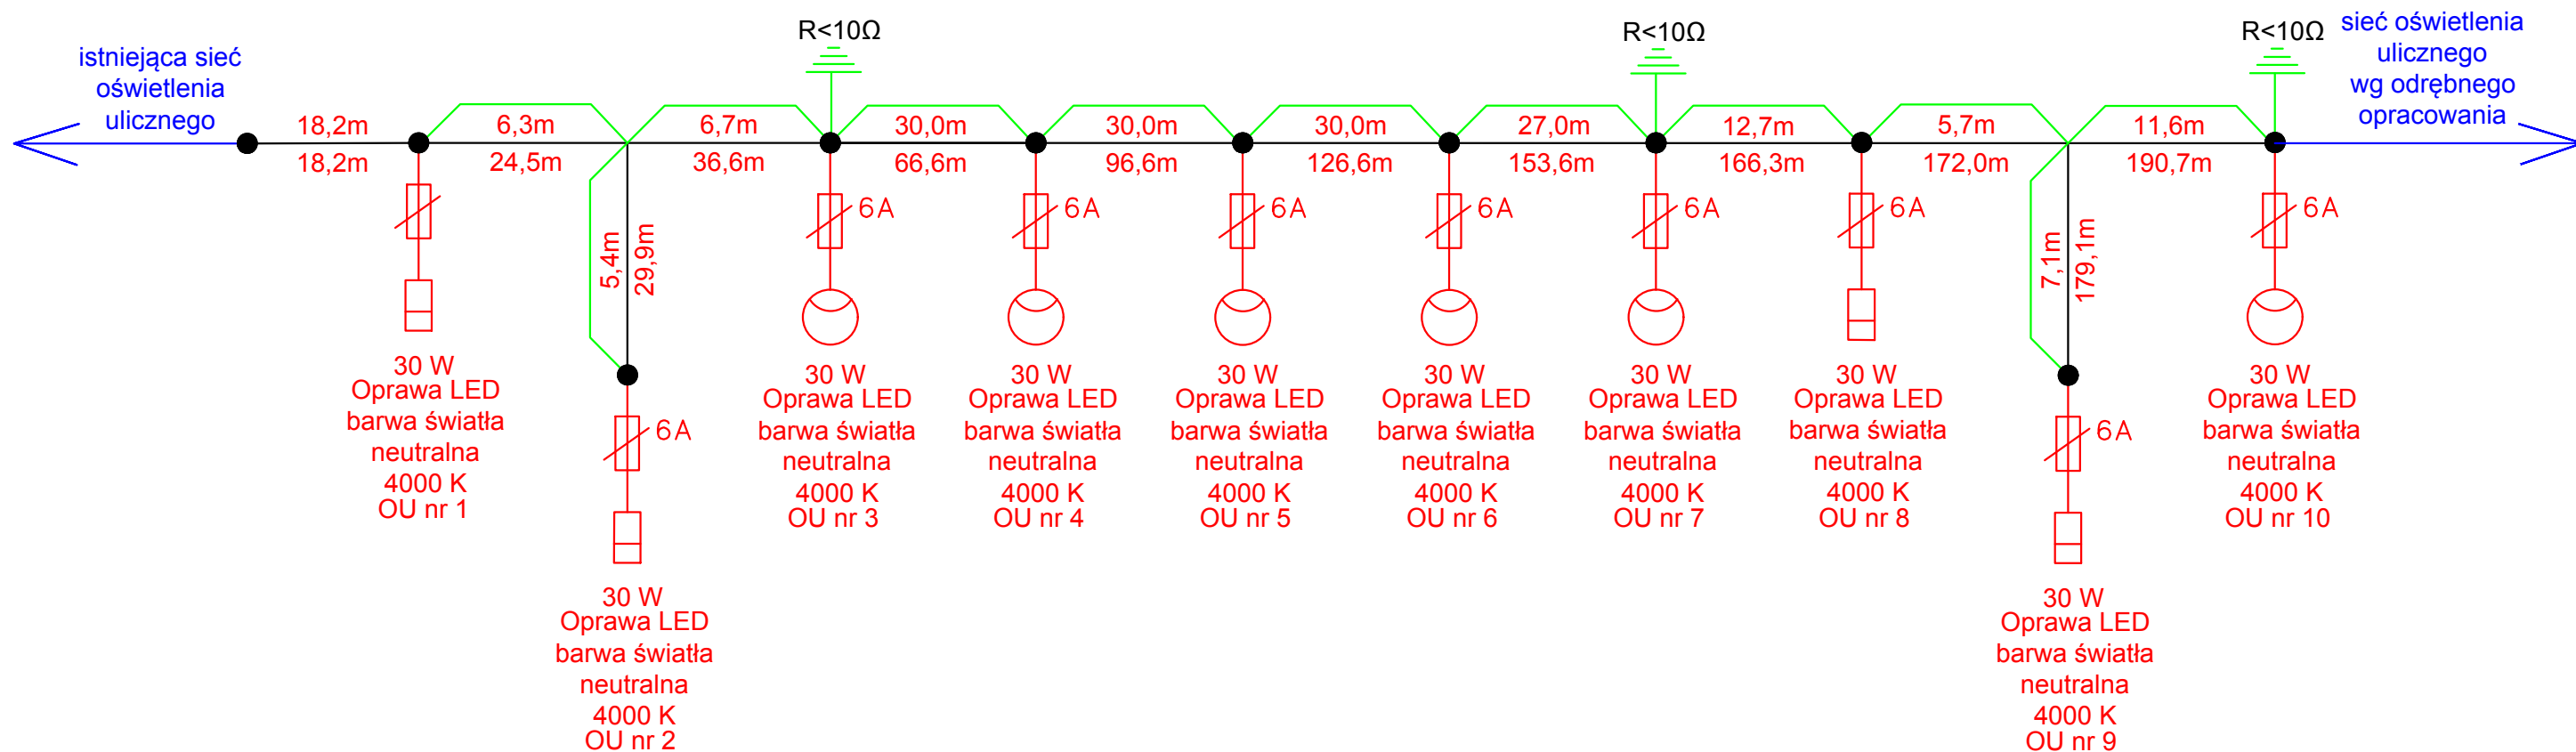 istniejąca sieć
oświetlenia
ulicznego
R<10Ω
R<10Ω
R<10Ω
sieć oświetlenia
ulicznego
wg odrębnego
opracowania
18,2m
6,3m
6,7m
30,0m
30,0m
30,0m
27,0m
12,7m
5,7m
11,6m
18,2m
24,5m
36,6m
66,6m
96,6m
126,6m
153,6m
166,3m
172,0m
190,7m
5,4m
29,9m
7,1m
179,1m
6A
6A
6A
6A
6A
6A
6A
6A
6A
30 W
Oprawa LED
barwa światła
neutralna
4000 K
OU nr 1
30 W
Oprawa LED
barwa światła
neutralna
4000 K
OU nr 2
30 W
Oprawa LED
barwa światła
neutralna
4000 K
OU nr 3
30 W
Oprawa LED
barwa światła
neutralna
4000 K
OU nr 4
30 W
Oprawa LED
barwa światła
neutralna
4000 K
OU nr 5
30 W
Oprawa LED
barwa światła
neutralna
4000 K
OU nr 6
30 W
Oprawa LED
barwa światła
neutralna
4000 K
OU nr 7
30 W
Oprawa LED
barwa światła
neutralna
4000 K
OU nr 8
30 W
Oprawa LED
barwa światła
neutralna
4000 K
OU nr 9
30 W
Oprawa LED
barwa światła
neutralna
4000 K
OU nr 10